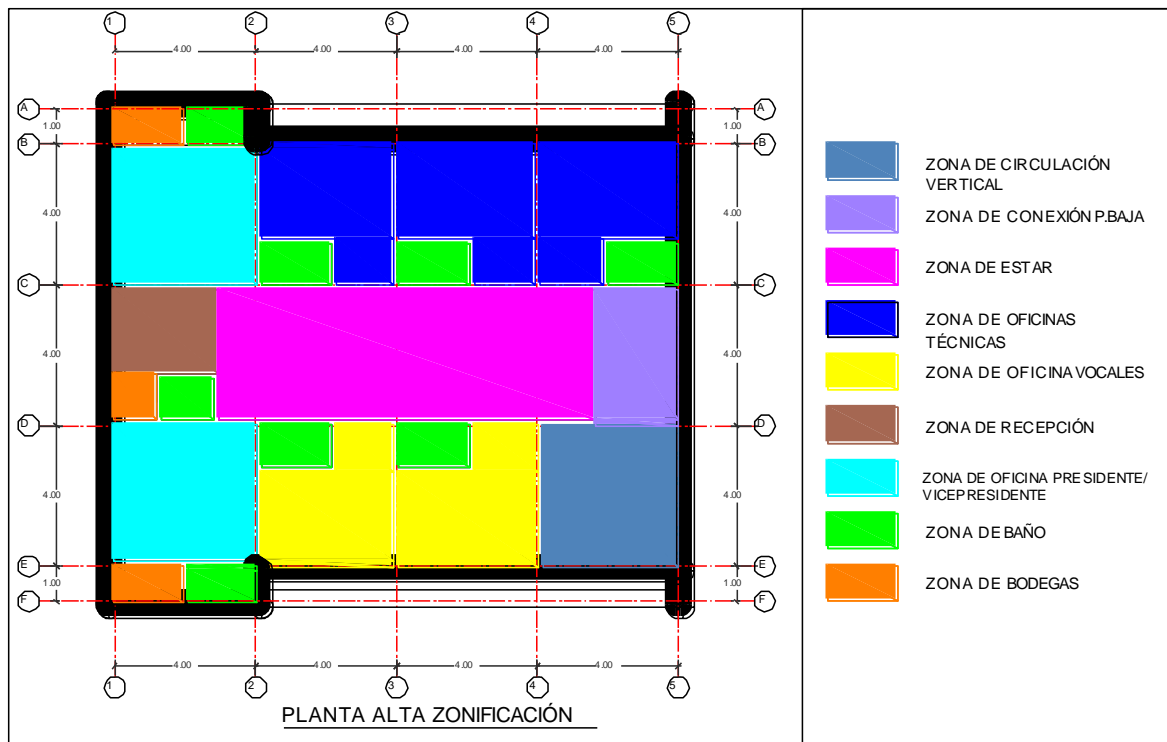 1 2 3 4 5
4.00 4.00 4.00 4.00
A A
1.00 1.00
B B
4.00 4.00
C C
4.00 4.00
D D
4.00 4.00
E E
1.00 1.00
F F
4.00 4.00 4.00 4.00
1 2 3 4 5
PLANTA ALTA ZONIFICACIÓN
ZONA DE CIRCULACIÓN
VERTICAL
ZONA DE CONEXIÓN P.BAJA
ZONA DE ESTAR
ZONA DE OFICINAS
TÉCNICAS
ZONA DE OFICINA VOCALES
ZONA DE RECEPCIÓN
ZONA DE OFICINA PRESIDENTE/
VICEPRESIDENTE
ZONA DE BAÑO
ZONA DE BODEGAS